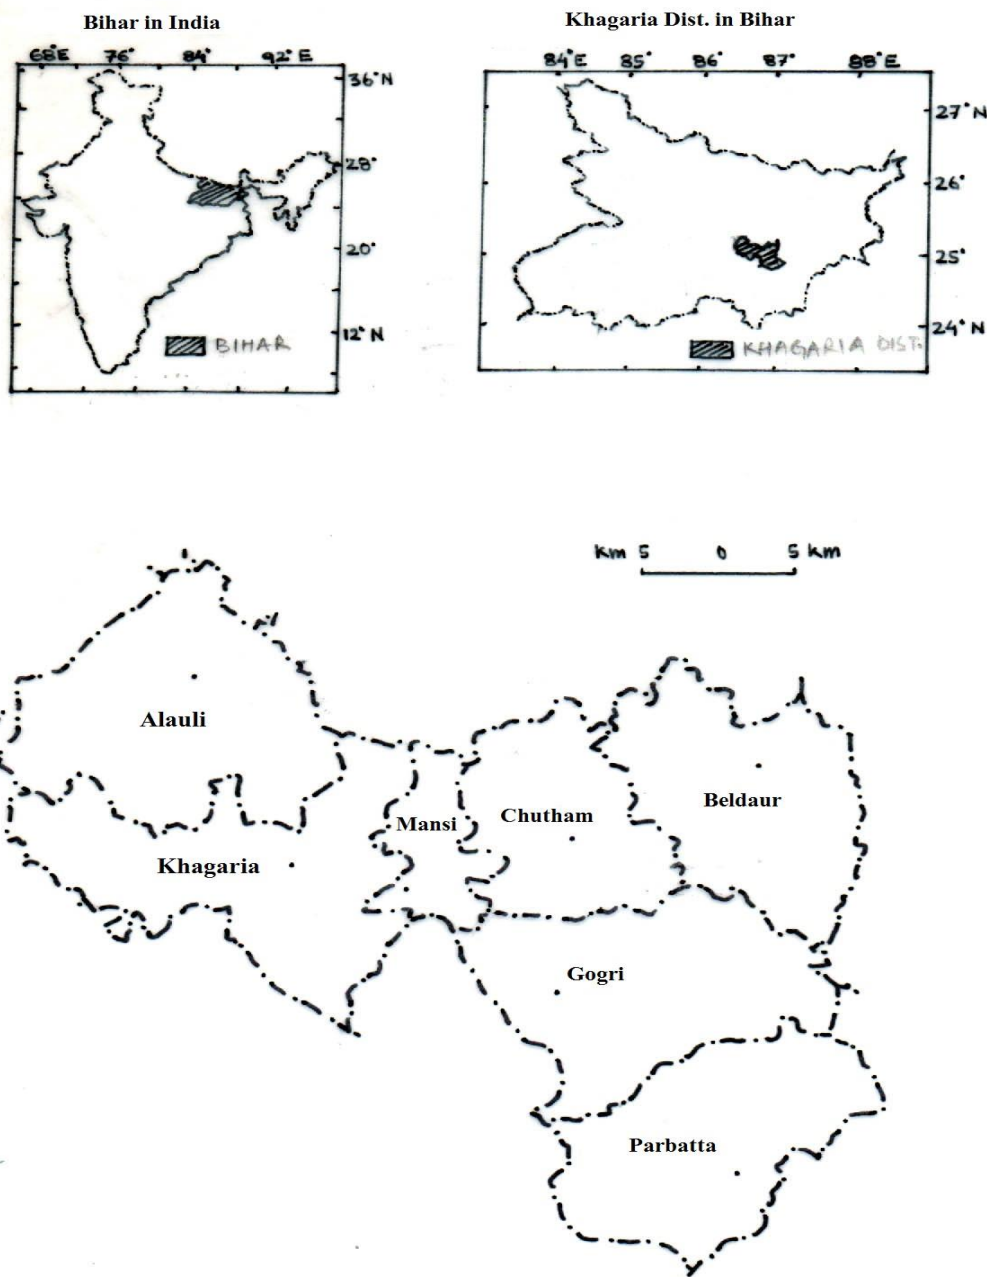 Bihar in India
68°E 76° 84° 92°E
36°N
28°
20°
12°N
BIHAR
Khagaria Dist. in Bihar
84°E 85° 86° 87° 88°E
27°N
26°
25°
24°N
KHAGARIA DIST.
km 5 0 5 km
Alauli
Khagaria
Mansi
Chutham
Beldaur
Gogri
Parbatta